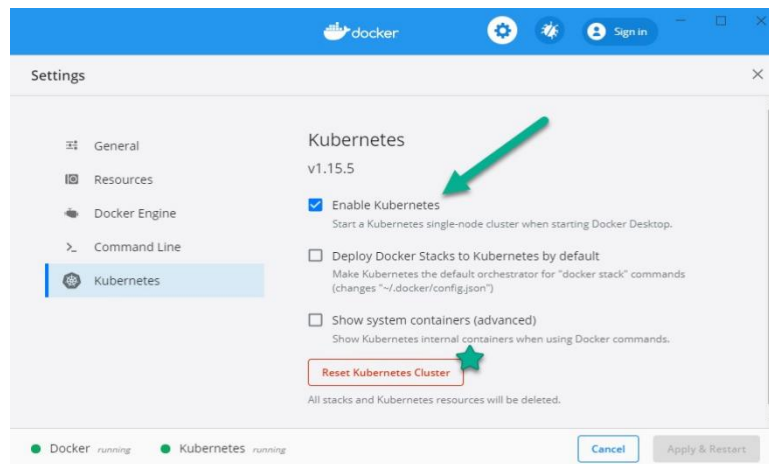 docker
Sign in
Settings
General
Resources
Docker Engine
Command Line
Kubernetes
Kubernetes
v1.15.5
Enable Kubernetes
Start a Kubernetes single-node cluster when starting Docker Desktop.
Deploy Docker Stacks to Kubernetes by default
Make Kubernetes the default orchestrator for "docker stack" commands
(changes "~/.docker/config.json")
Show system containers (advanced)
Show Kubernetes internal containers when using Docker commands.
Reset Kubernetes Cluster
All stacks and Kubernetes resources will be deleted.
Docker running Kubernetes running Cancel Apply & Restart